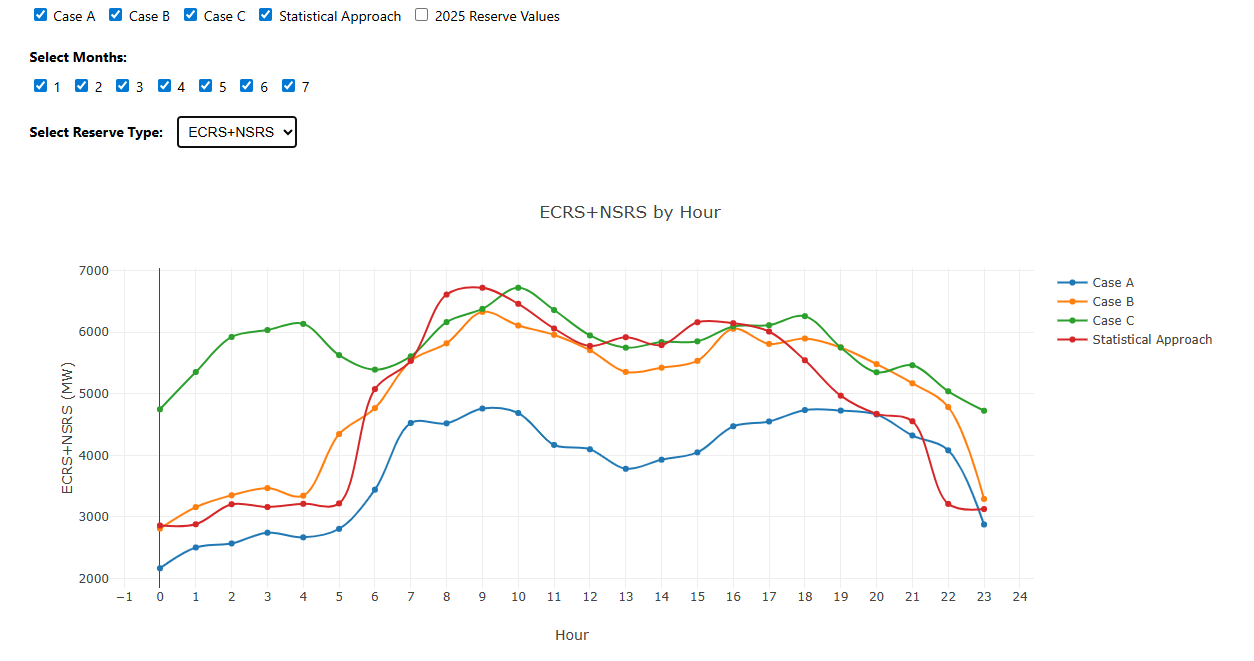 Case A Case B Case C Statistical Approach 2025 Reserve Values
Select Months:
1 2 3 4 5 6 7
Select Reserve Type: ECRS+NSRS
ECRS+NSRS by Hour
7000
6000
5000
4000
3000
2000
ECRS+NSRS (MW)
−1 0 1 2 3 4 5 6 7 8 9 10 11 12 13 14 15 16 17 18 19 20 21 22 23 24
Hour
Case A
Case B
Case C
Statistical Approach